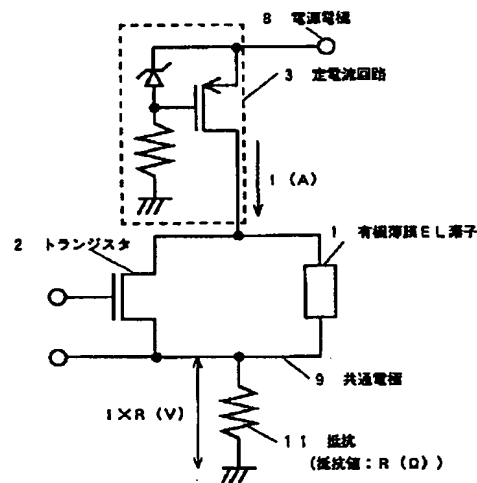 8 電源電極
3 定電流回路
I (A)
2 トランジスタ
1 有機薄膜EL素子
9 共通電極
I×R (V)
11 抵抗
(抵抗値:R (Ω))